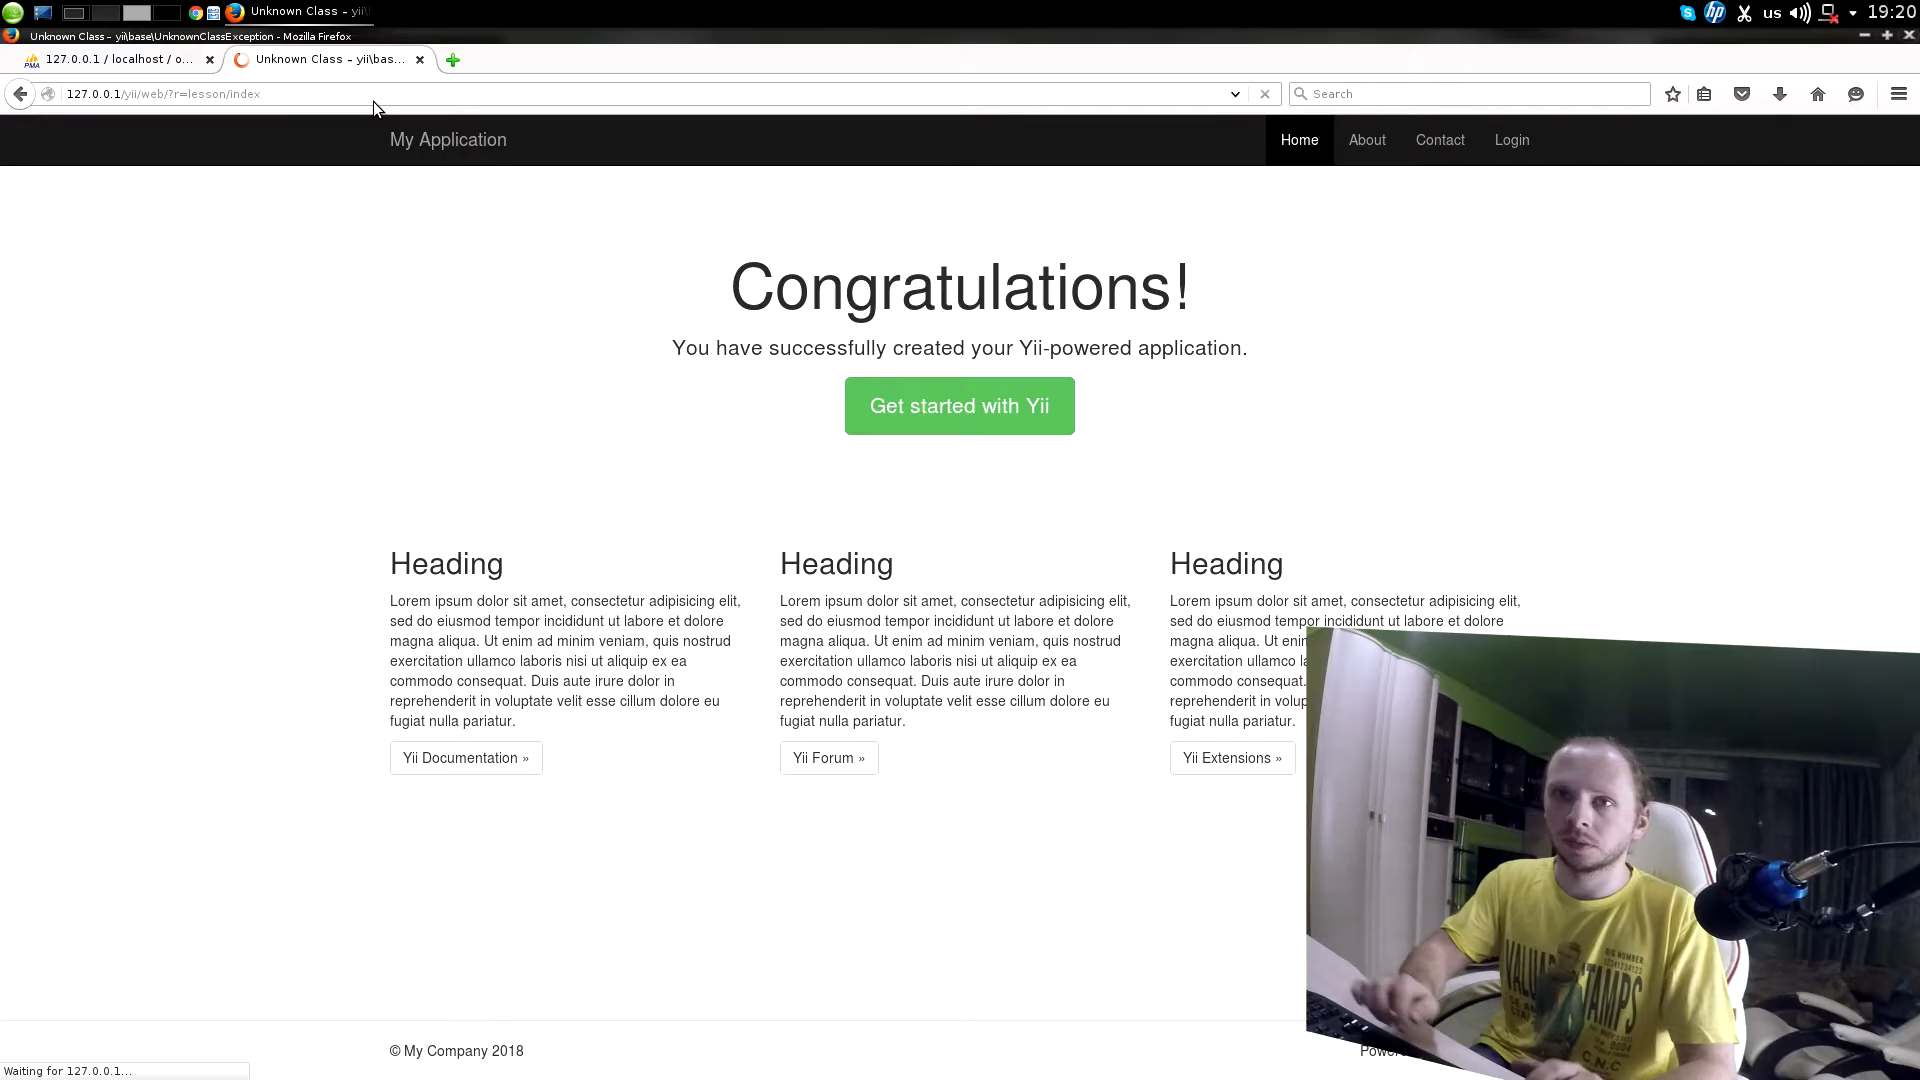 Unknown Class - yii\
us
19:20
Unknown Class - yii\base\UnknownClassException - Mozilla Firefox
127.0.0.1 / localhost / o...
Unknown Class - yii\bas...
127.0.0.1/yii/web/?r=lesson/index
Search
My Application
Home
About
Contact
Login
Congratulations!
You have successfully created your Yii-powered application.
Get started with Yii
Heading
Lorem ipsum dolor sit amet, consectetur adipisicing elit,
sed do eiusmod tempor incididunt ut labore et dolore
magna aliqua. Ut enim ad minim veniam, quis nostrud
exercitation ullamco laboris nisi ut aliquip ex ea
commodo consequat. Duis aute irure dolor in
reprehenderit in voluptate velit esse cillum dolore eu
fugiat nulla pariatur.
Yii Documentation »
Heading
Lorem ipsum dolor sit amet, consectetur adipisicing elit,
sed do eiusmod tempor incididunt ut labore et dolore
magna aliqua. Ut enim ad minim veniam, quis nostrud
exercitation ullamco laboris nisi ut aliquip ex ea
commodo consequat. Duis aute irure dolor in
reprehenderit in voluptate velit esse cillum dolore eu
fugiat nulla pariatur.
Yii Forum »
Heading
Lorem ipsum dolor sit amet, consectetur adipisicing elit,
sed do eiusmod tempor incididunt ut labore et dolore
magna aliqua. Ut enim
exercitation ullamco
commodo consequat.
reprehenderit in
fugiat nulla pariatur.
Yii Extensions »
© My Company 2018
Waiting for 127.0.0.1...